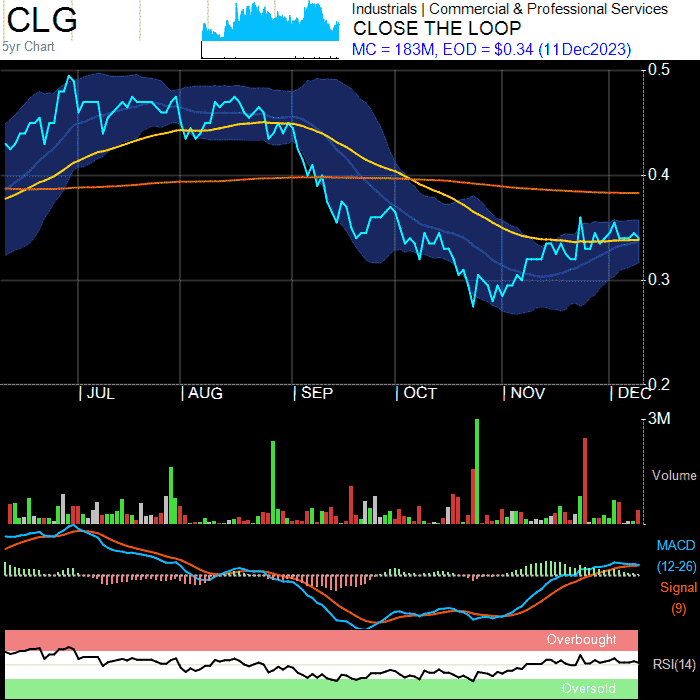 CLG
5yr Chart
Industrials | Commercial & Professional Services
CLOSE THE LOOP
MC = 183M, EOD = $0.34 (11Dec2023)
0.5
0.4
0.3
0.2
| JUL | AUG | SEP | OCT | NOV | DEC
3M
Volume
MACD
(12-26)
Signal
(9)
Overbought
RSI(14)
Oversold